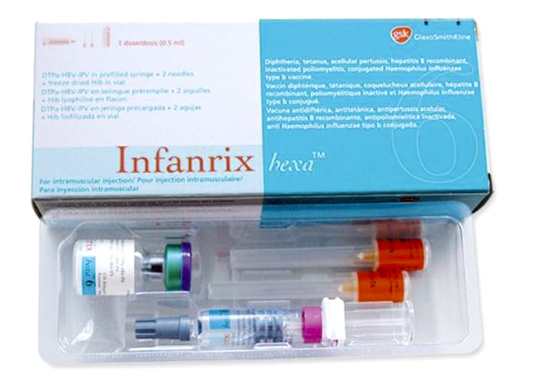 1 dose/dosis (0.5 ml)
gsk GlaxoSmithKline
DTPa-HBV-IPV in prefilled syringe + 2 needles
+ freeze dried Hib in vial
DTPa-HBV-IPV en seringue préremplie + 2 aiguilles
+ Hib lyophilisé en flacon
DTPa-HBV-IPV en jeringa precargada + 2 agujas
+ Hib liofilizada en vial
Diphtheria, tetanus, acellular pertussis, hepatitis B recombinant,
inactivated poliomyelitis, conjugated Haemophilus influenzae
type b vaccine.
Vaccin diphtérique, tétanique, coquelucheux acellulaire, hépatite B
recombinant, poliomyélitique inactivé et Haemophilus influenzae
type b conjugué.
Vacuna antidiftérica, antitetánica, antipertussis acelular,
antihepatitis B recombinante, antipoliomielítica inactivada,
anti Haemophilus influenzae tipo b conjugada.
6
Infanrix hexa™
For intramuscular injection/ Pour injection intramusculaire/
Para inyección intramuscular